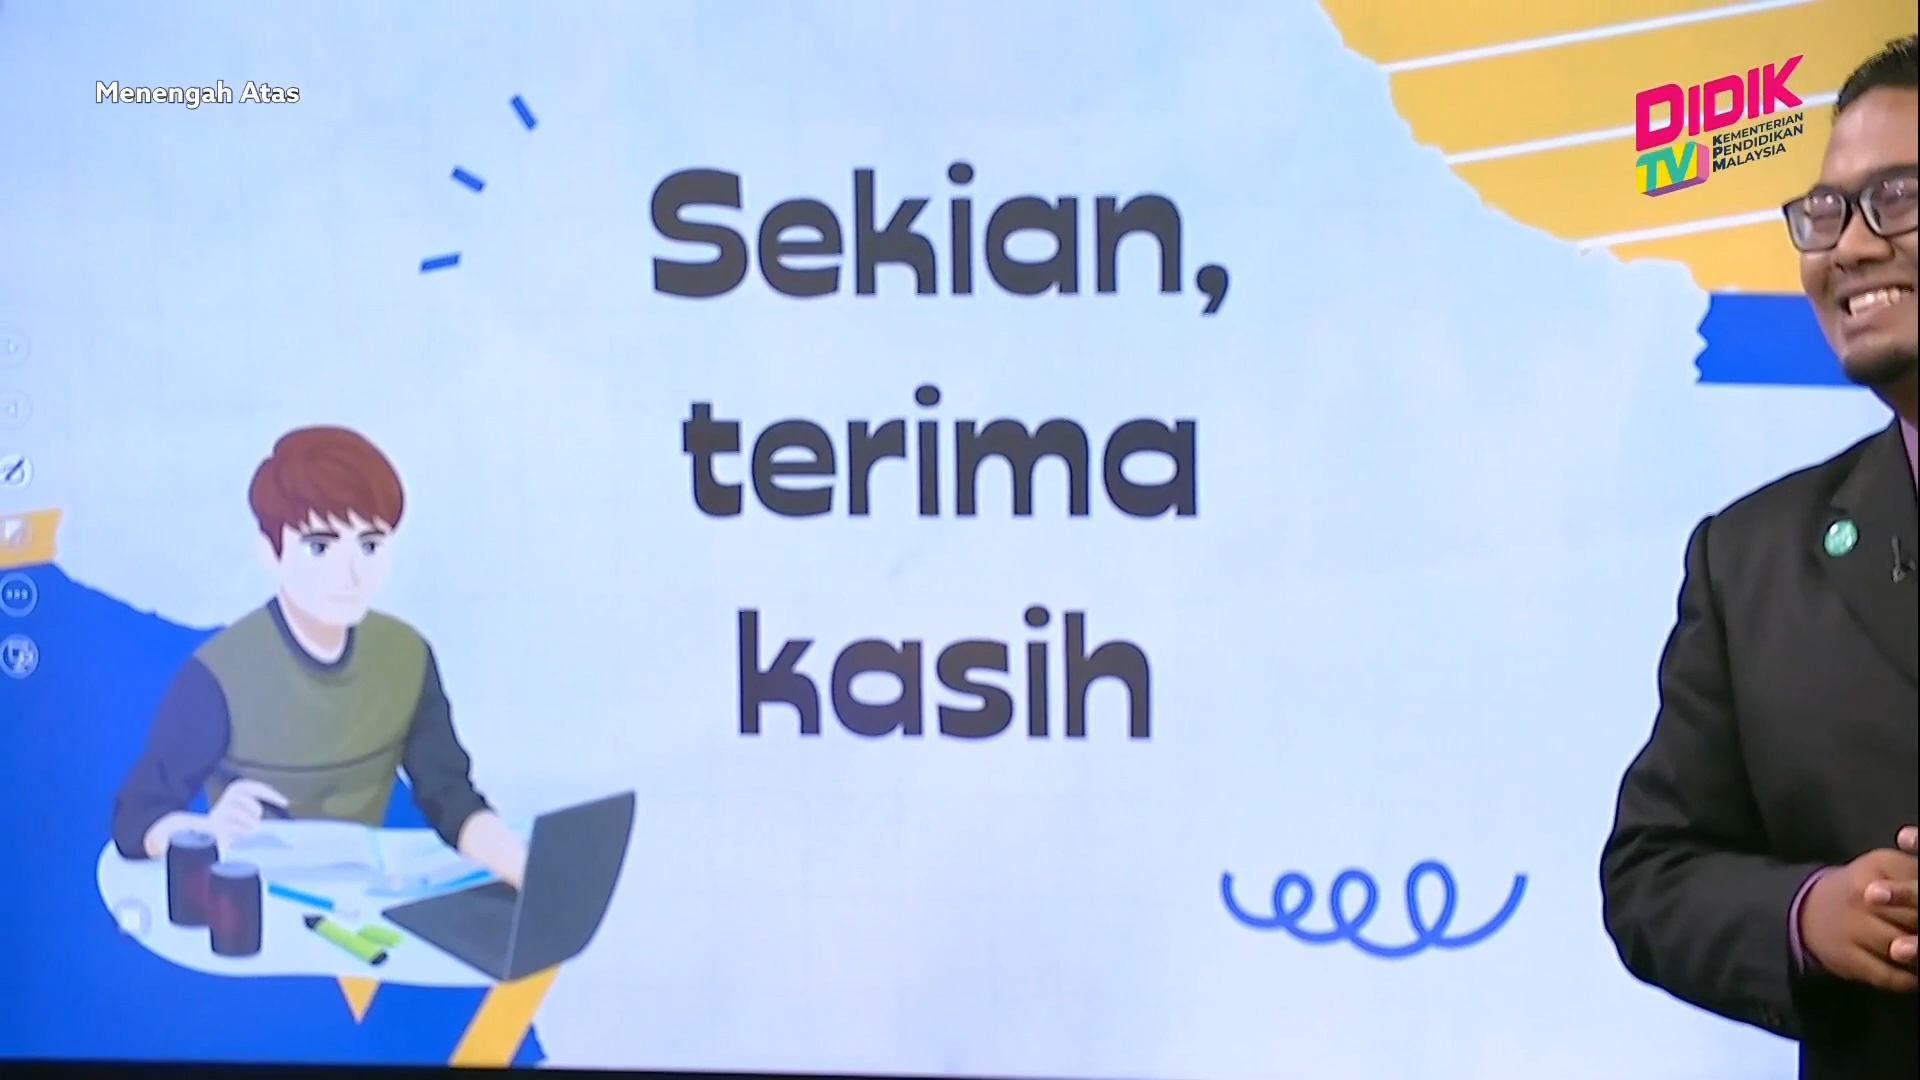 Menengah Atas
DIDIK
TV
KEMENTERIAN
PENDIDIKAN
MALAYSIA
Sekian,
terima
kasih